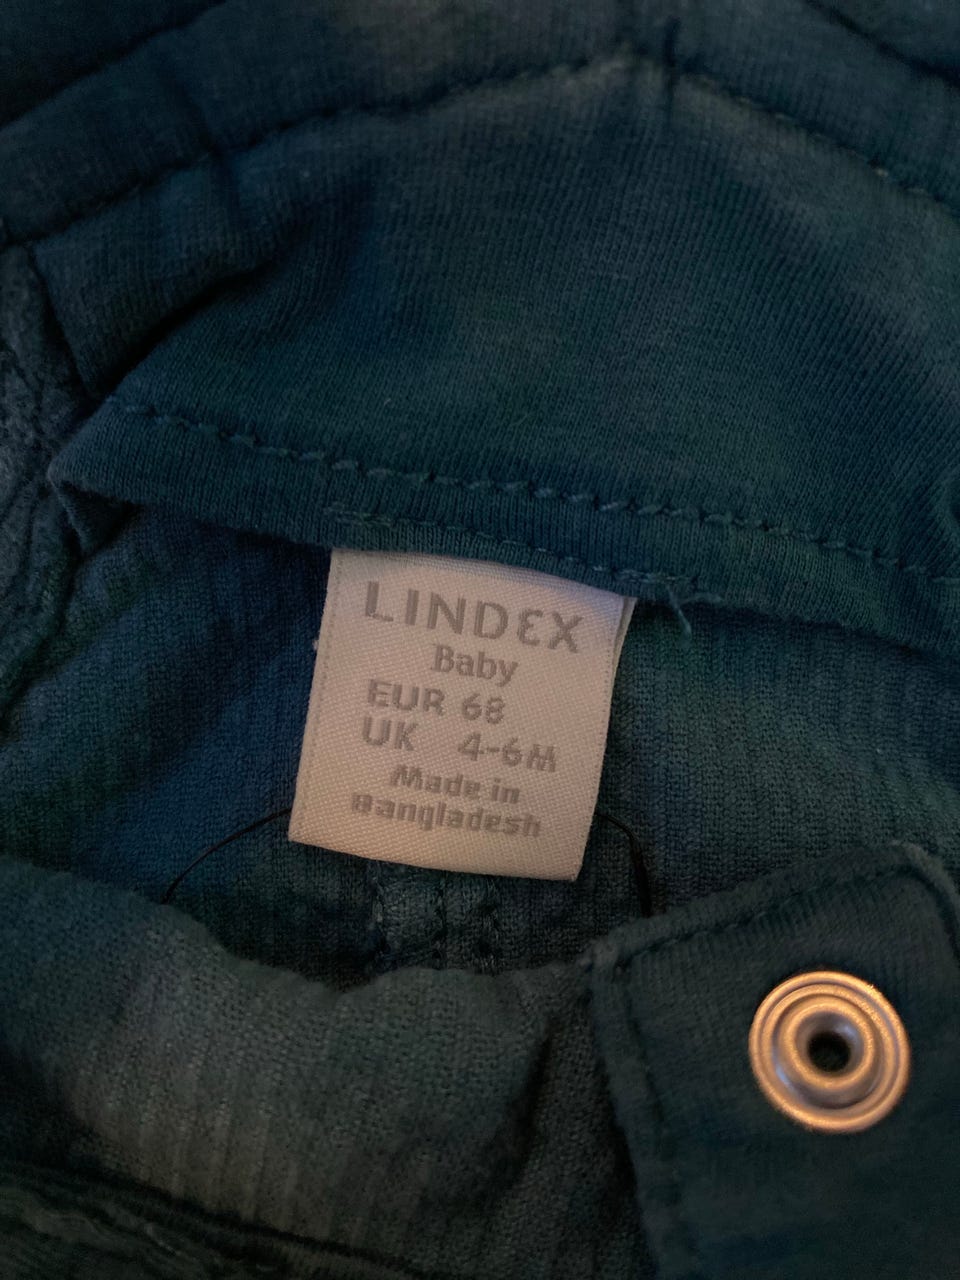 LINDEX
Baby
EUR 68
UK 4-6M
Made in
Bangladesh